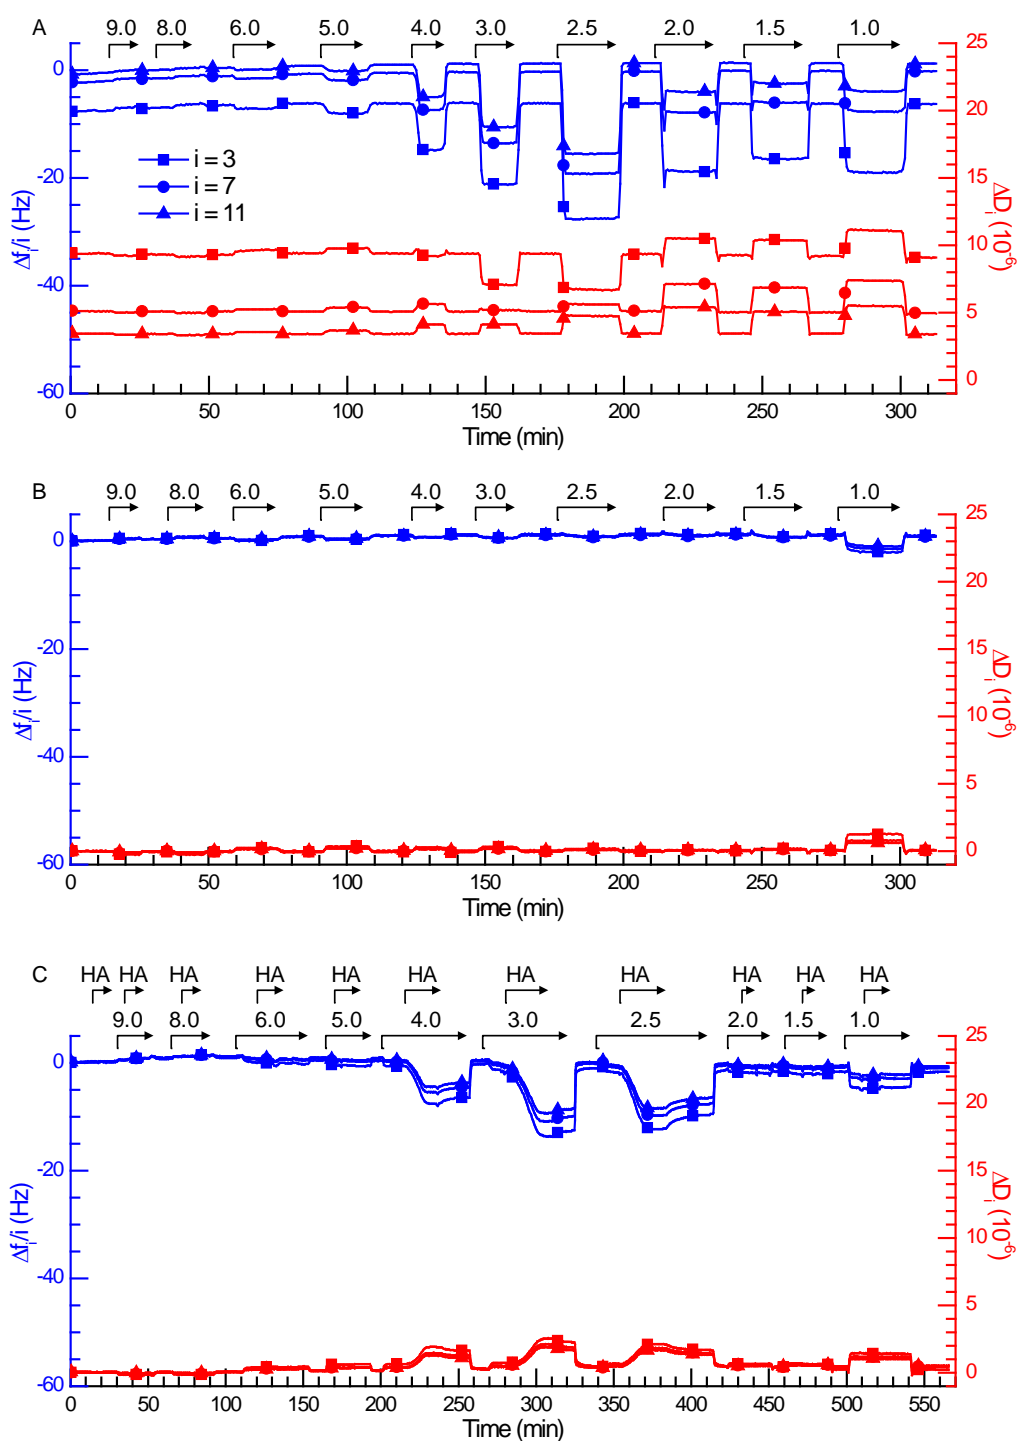 A 9.0 8.0 6.0 5.0 4.0 3.0 2.5 2.0 1.5 1.0
0 -20 -40 -60
Δfᵢ/i (Hz)
i = 3
i = 7
i = 11
25 20 15 10 5 0
ΔDᵢ (10⁻⁶)
0 50 100 150 200 250 300
Time (min)
B 9.0 8.0 6.0 5.0 4.0 3.0 2.5 2.0 1.5 1.0
0 -20 -40 -60
Δfᵢ/i (Hz)
25 20 15 10 5 0
ΔDᵢ (10⁻⁶)
0 50 100 150 200 250 300
Time (min)
C HA HA HA HA HA HA HA HA HA HA HA
9.0 8.0 6.0 5.0 4.0 3.0 2.5 2.0 1.5 1.0
0 -20 -40 -60
Δfᵢ/i (Hz)
25 20 15 10 5 0
ΔDᵢ (10⁻⁶)
0 50 100 150 200 250 300 350 400 450 500 550
Time (min)